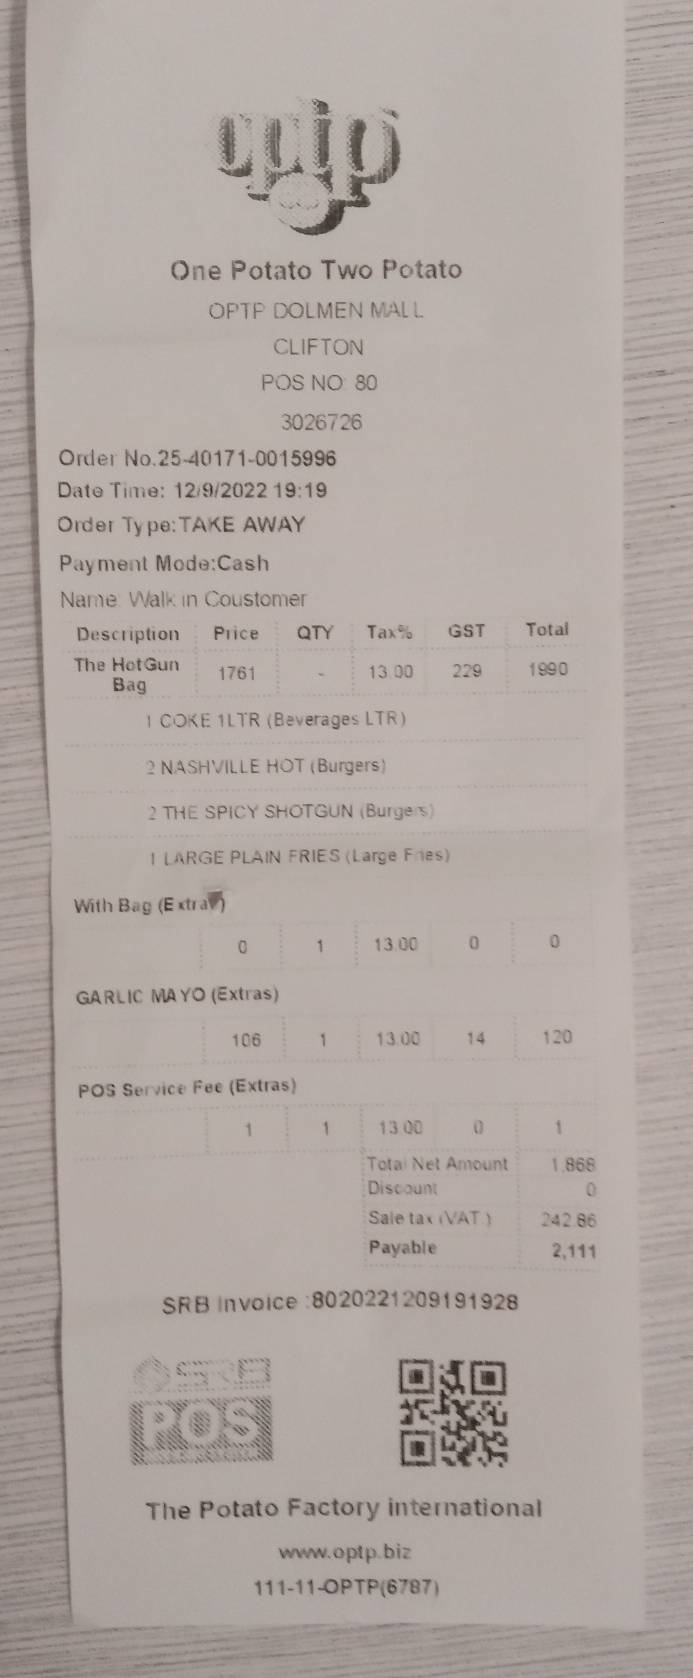 optp
One Potato Two Potato
OPTP DOLMEN MALL
CLIFTON
POS NO: 80
3026726
Order No.25-40171-0015996
Date Time: 12/9/2022 19:19
Order Type:TAKE AWAY
Payment Mode:Cash
Name: Walk in Coustomer
Description Price QTY Tax% GST Total
The HotGun Bag 1761 - 13.00 229 1990
1 COKE 1LTR (Beverages LTR)
2 NASHVILLE HOT (Burgers)
2 THE SPICY SHOTGUN (Burgers)
1 LARGE PLAIN FRIES (Large Fries)
With Bag (Extra)
0 1 13.00 0 0
GARLIC MAYO (Extras)
106 1 13.00 14 120
POS Service Fee (Extras)
1 1 13.00 0 1
Total Net Amount 1,868
Discount 0
Sale tax (VAT ) 242.86
Payable 2,111
SRB Invoice :8020221209191928
SRB
POS
The Potato Factory international
www.optp.biz
111-11-OPTP(6787)